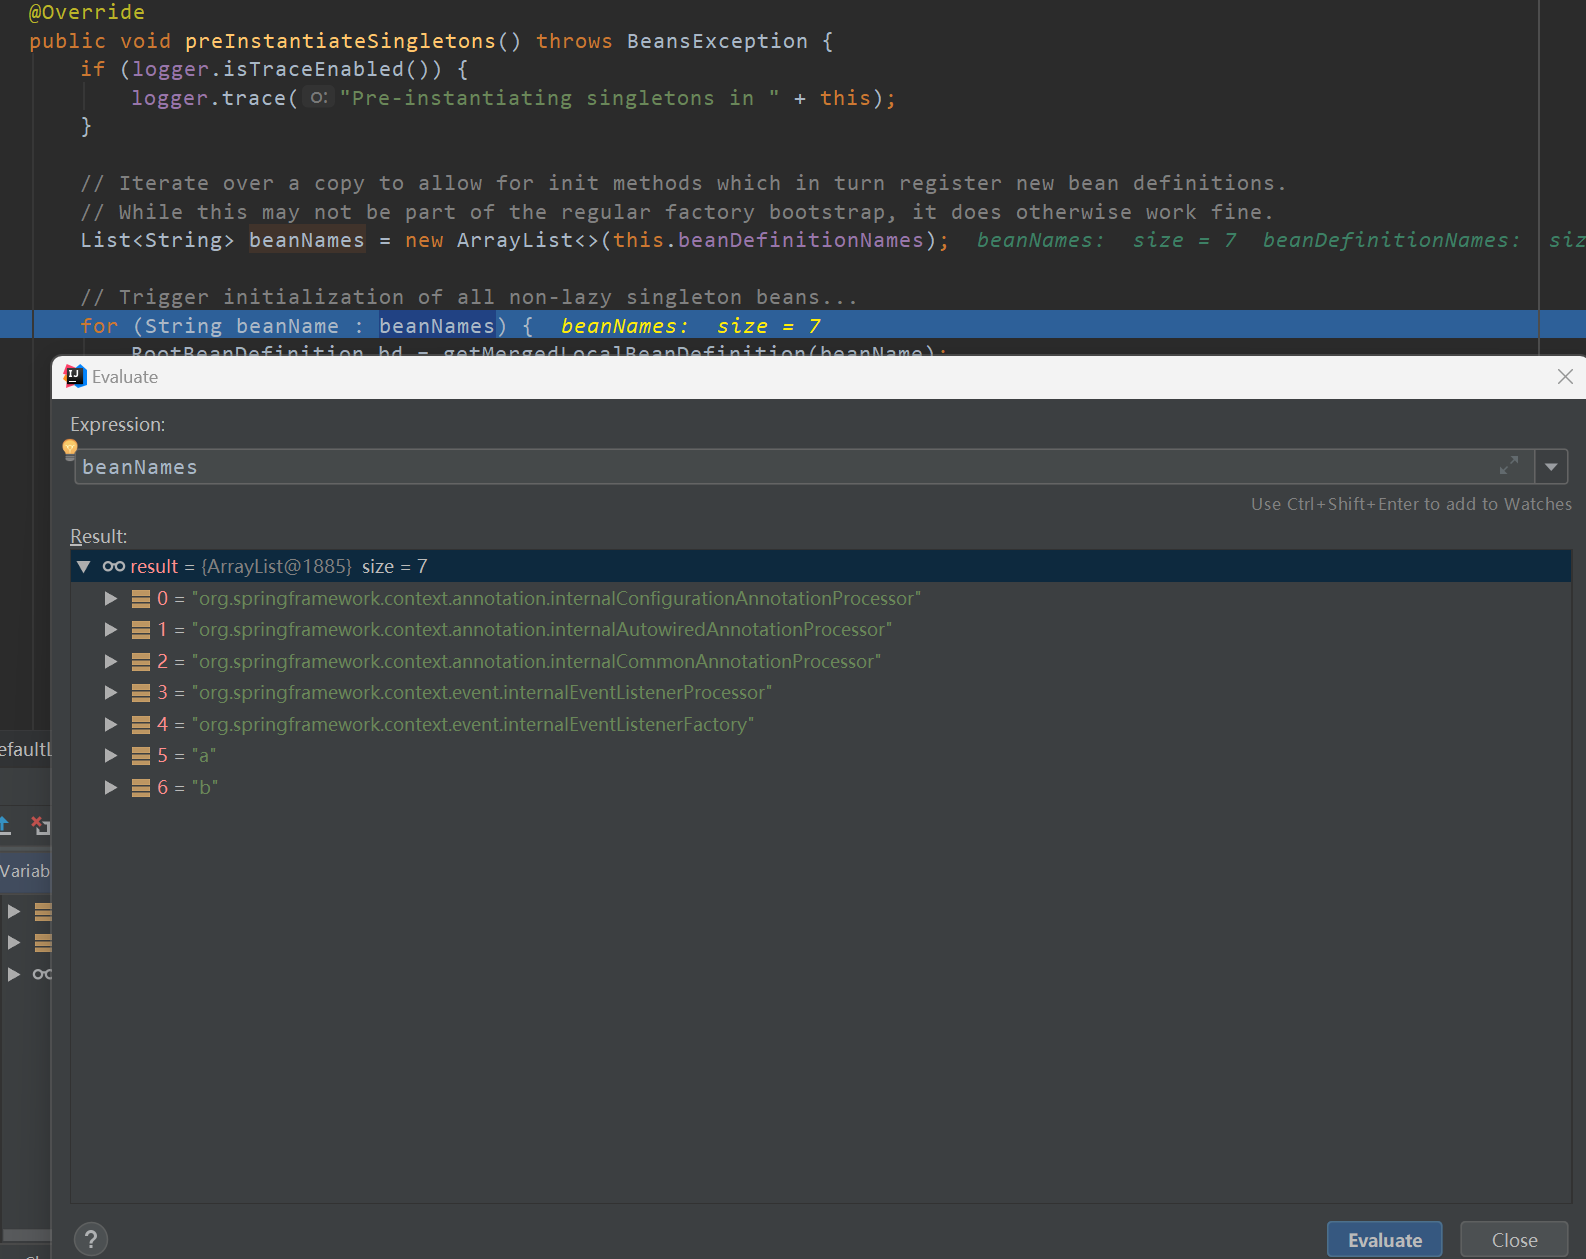 @Override
public void preInstantiateSingletons() throws BeansException {
if (logger.isTraceEnabled()) {
logger.trace( o: "Pre-instantiating singletons in " + this);
}
// Iterate over a copy to allow for init methods which in turn register new bean definitions.
// While this may not be part of the regular factory bootstrap, it does otherwise work fine.
List<String> beanNames = new ArrayList<>(this.beanDefinitionNames); beanNames: size = 7 beanDefinitionNames: siz
// Trigger initialization of all non-lazy singleton beans...
for (String beanName : beanNames) { beanNames: size = 7
RootBeanDefinition bd = getMergedLocalBeanDefinition(beanName);
Evaluate
Expression:
beanNames
Use Ctrl+Shift+Enter to add to Watches
Result:
result = {ArrayList@1885} size = 7
0 = "org.springframework.context.annotation.internalConfigurationAnnotationProcessor"
1 = "org.springframework.context.annotation.internalAutowiredAnnotationProcessor"
2 = "org.springframework.context.annotation.internalCommonAnnotationProcessor"
3 = "org.springframework.context.event.internalEventListenerProcessor"
4 = "org.springframework.context.event.internalEventListenerFactory"
5 = "a"
6 = "b"
efaultL
Variab
?
Evaluate
Close